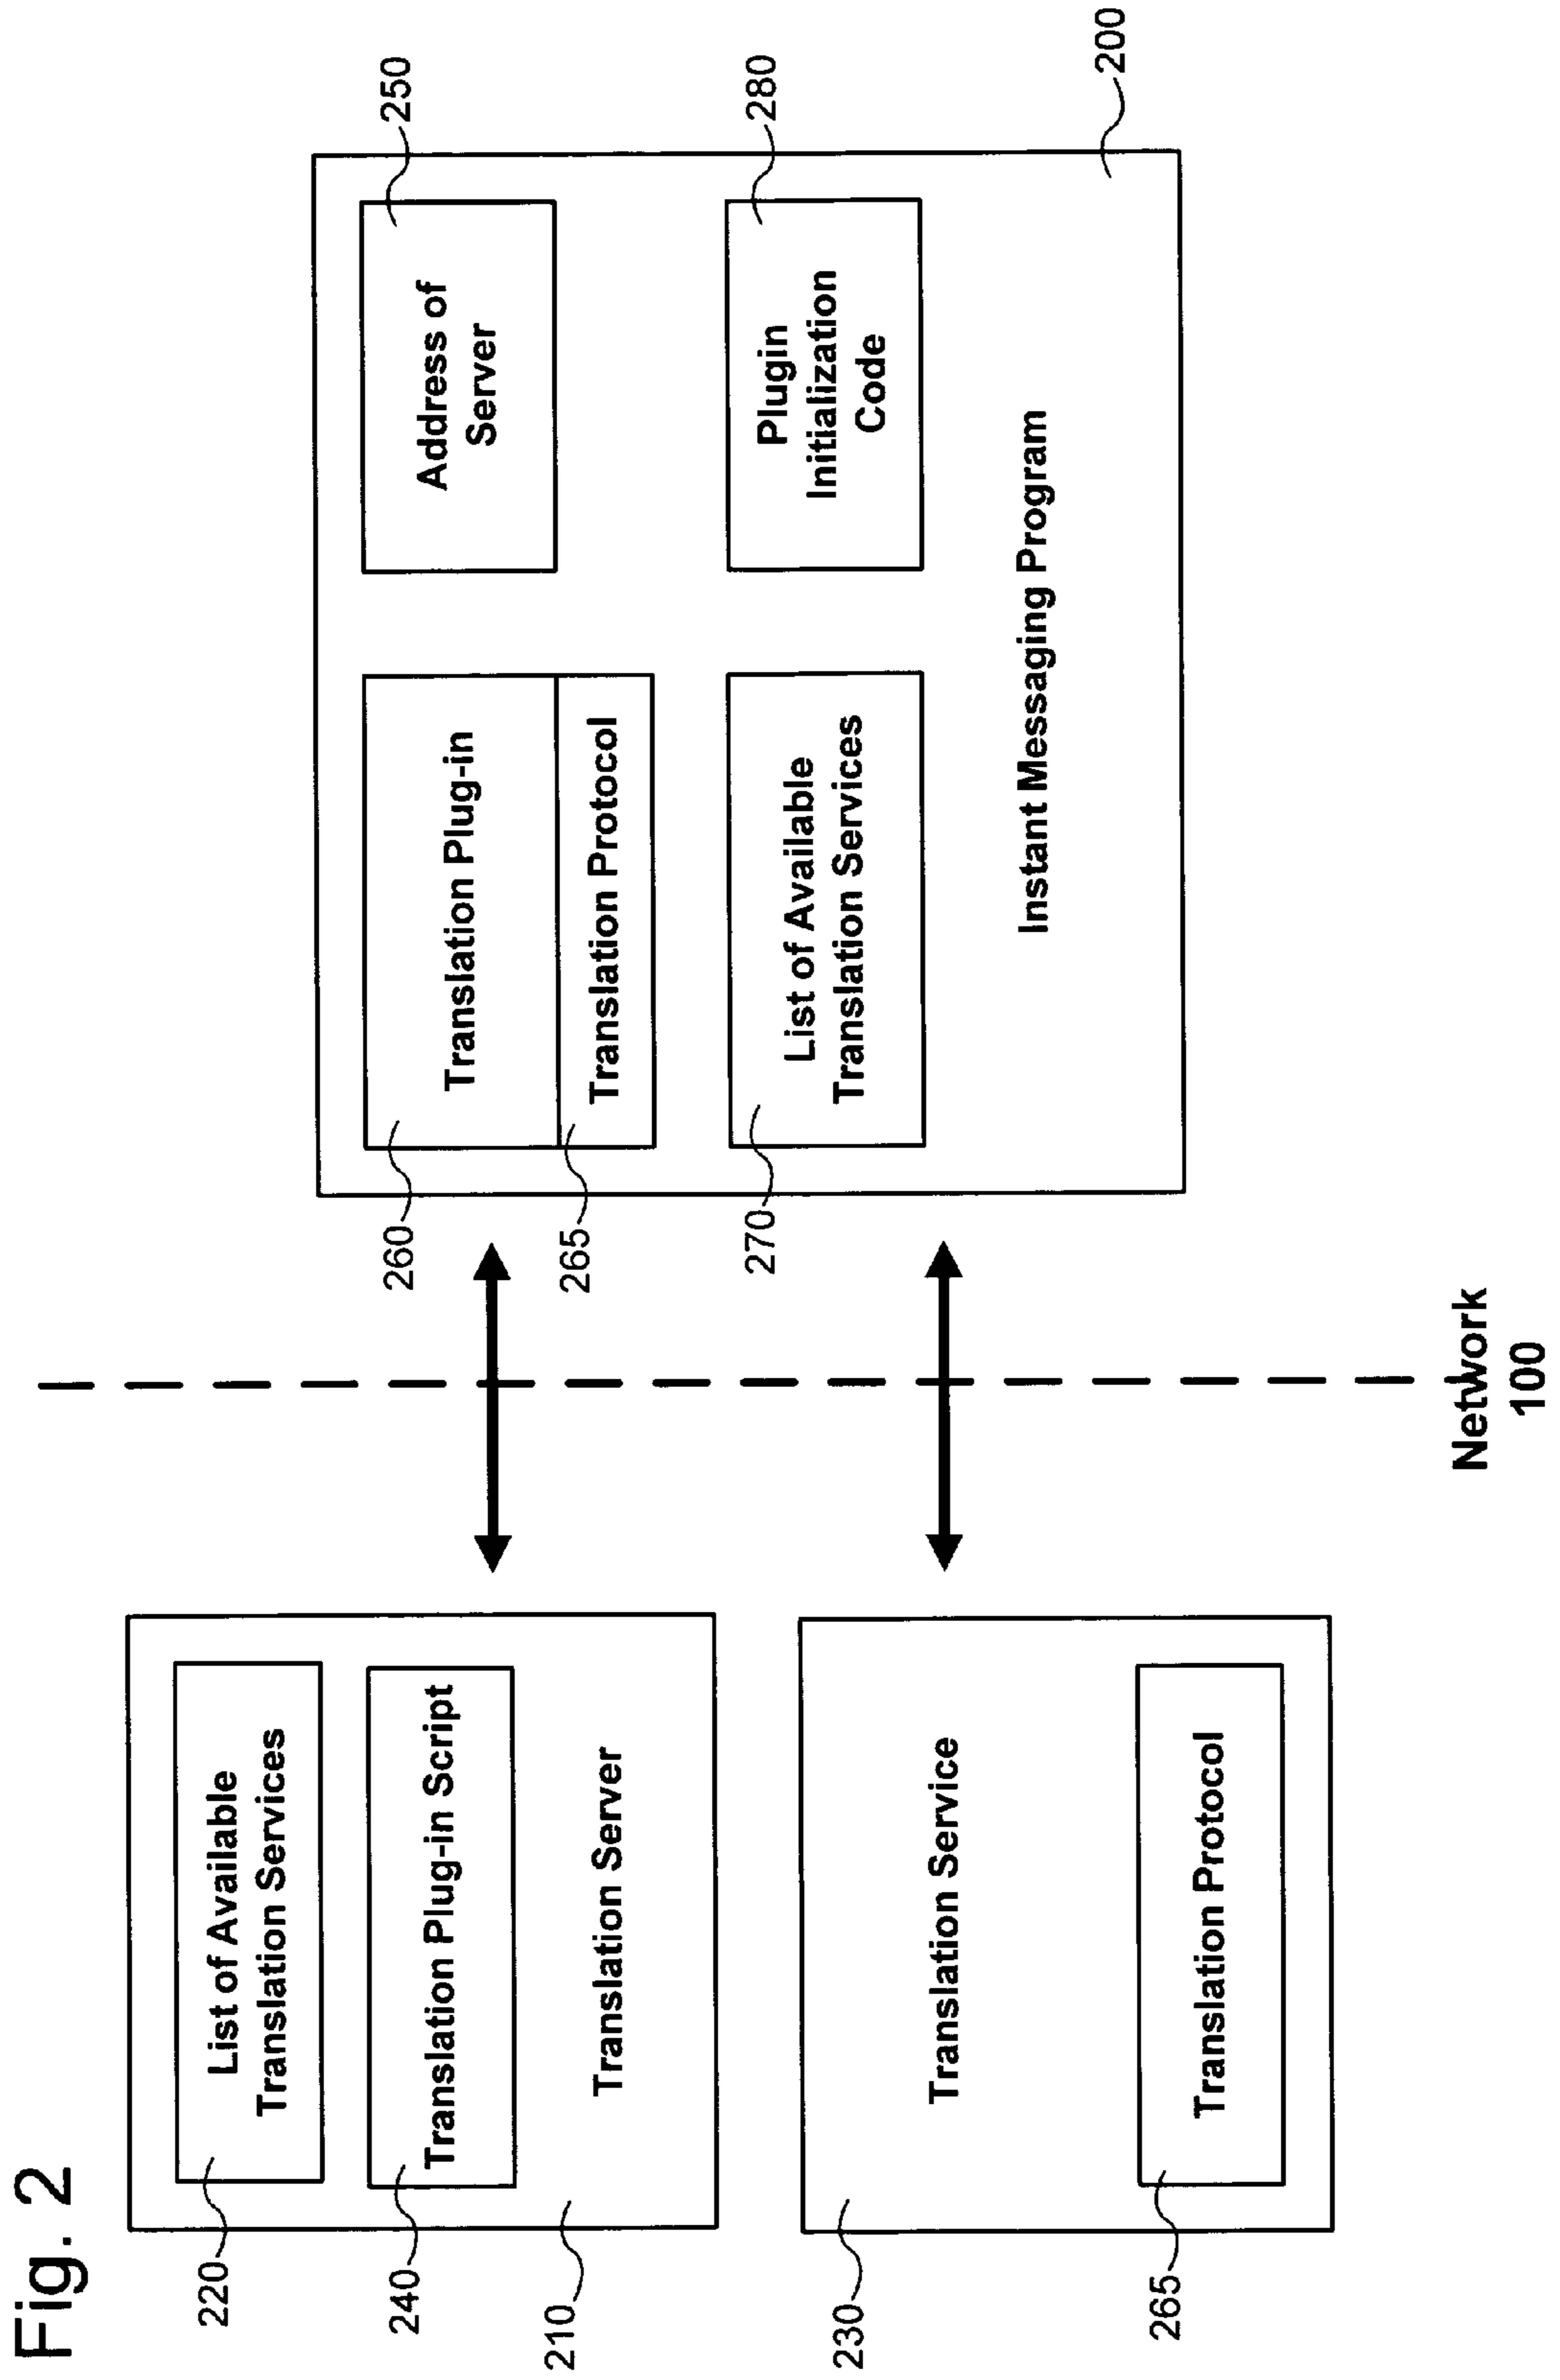 Fig. 2
220
List of Available
Translation Services
240
Translation Plug-in Script
210
Translation Server
230
Translation Service
265
Translation Protocol
Network
100
260
Translation Plug-in
265
Translation Protocol
250
Address of
Server
270
List of Available
Translation Services
280
Plugin
Initialization
Code
Instant Messaging Program
200